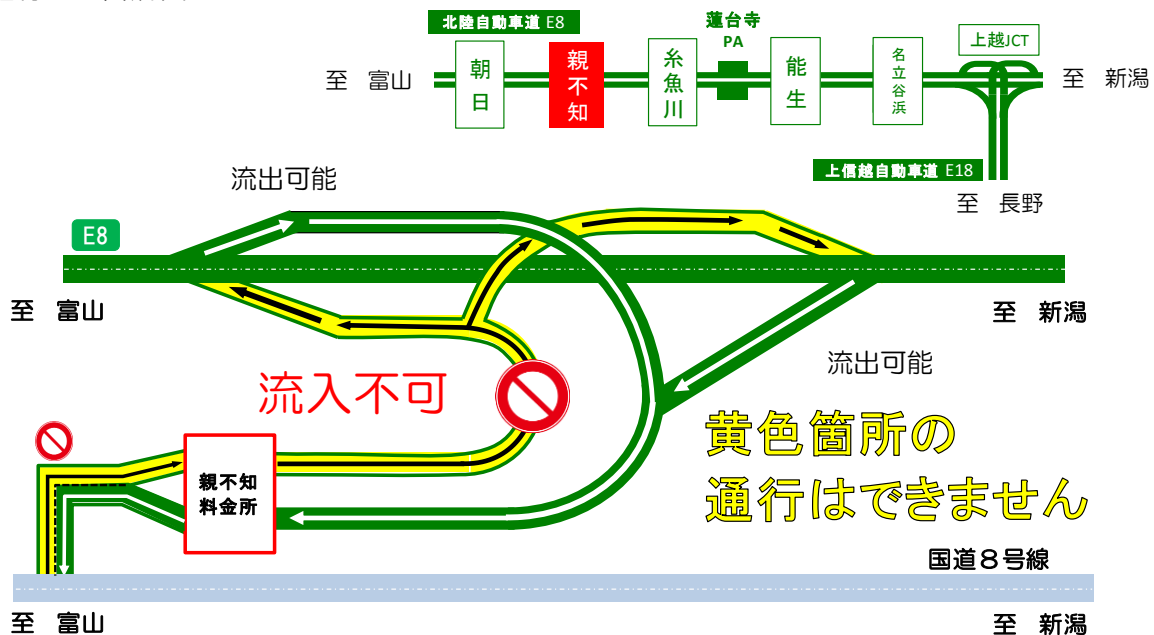 北陸自動車道 E8
蓮台寺
PA
至 富山
朝日
親不知
糸魚川
能生
名立谷浜
上越JCT
至 新潟
上信越自動車道 E18
至 長野
流出可能
E8
至 富山
至 新潟
流出可能
流入不可
黄色箇所の
通行はできません
親不知
料金所
国道8号線
至 富山
至 新潟